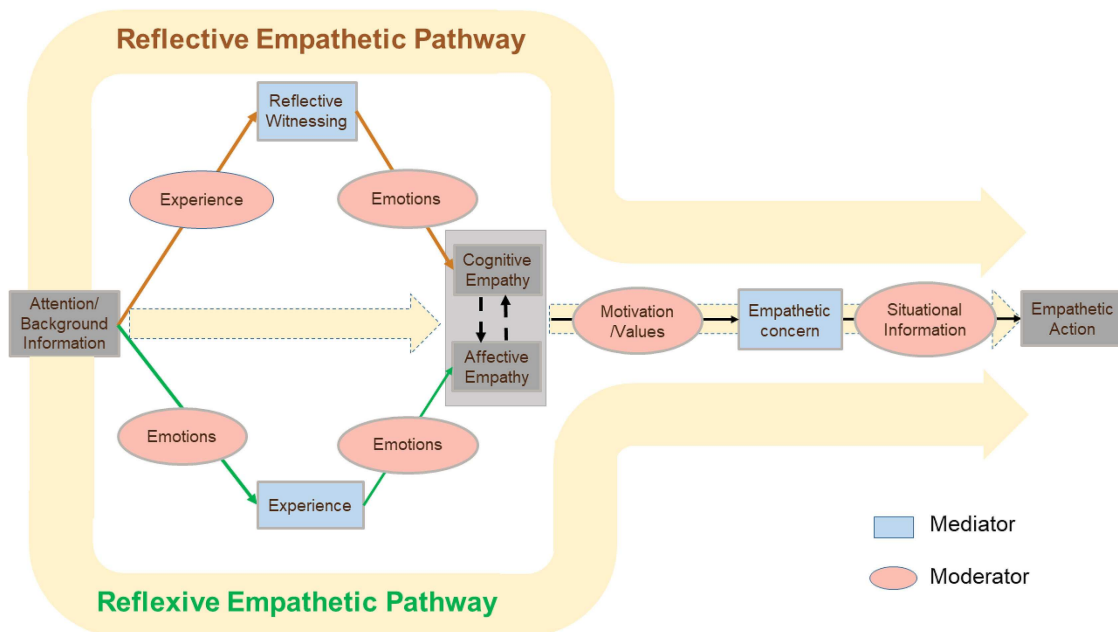 Reflective Empathetic Pathway
Reflective
Witnessing
Experience
Emotions
Cognitive
Empathy
Attention/
Background
Information
Motivation
/Values
Empathetic
concern
Situational
Information
Empathetic
Action
Affective
Empathy
Emotions
Emotions
Experience
Mediator
Moderator
Reflexive Empathetic Pathway